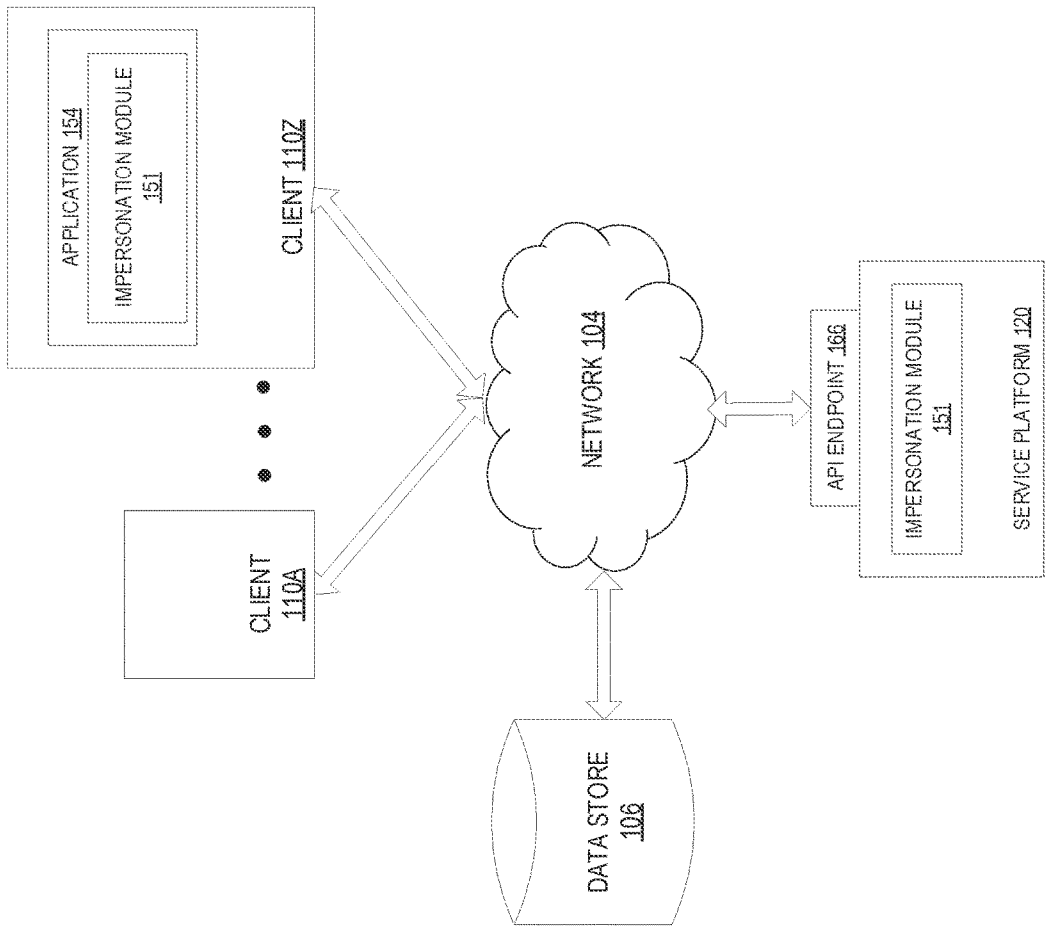 APPLICATION 154
IMPERSONATION MODULE
151
CLIENT
110A
CLIENT 110Z
DATA STORE
106
NETWORK 104
API ENDPOINT 166
IMPERSONATION MODULE
151
SERVICE PLATFORM 120